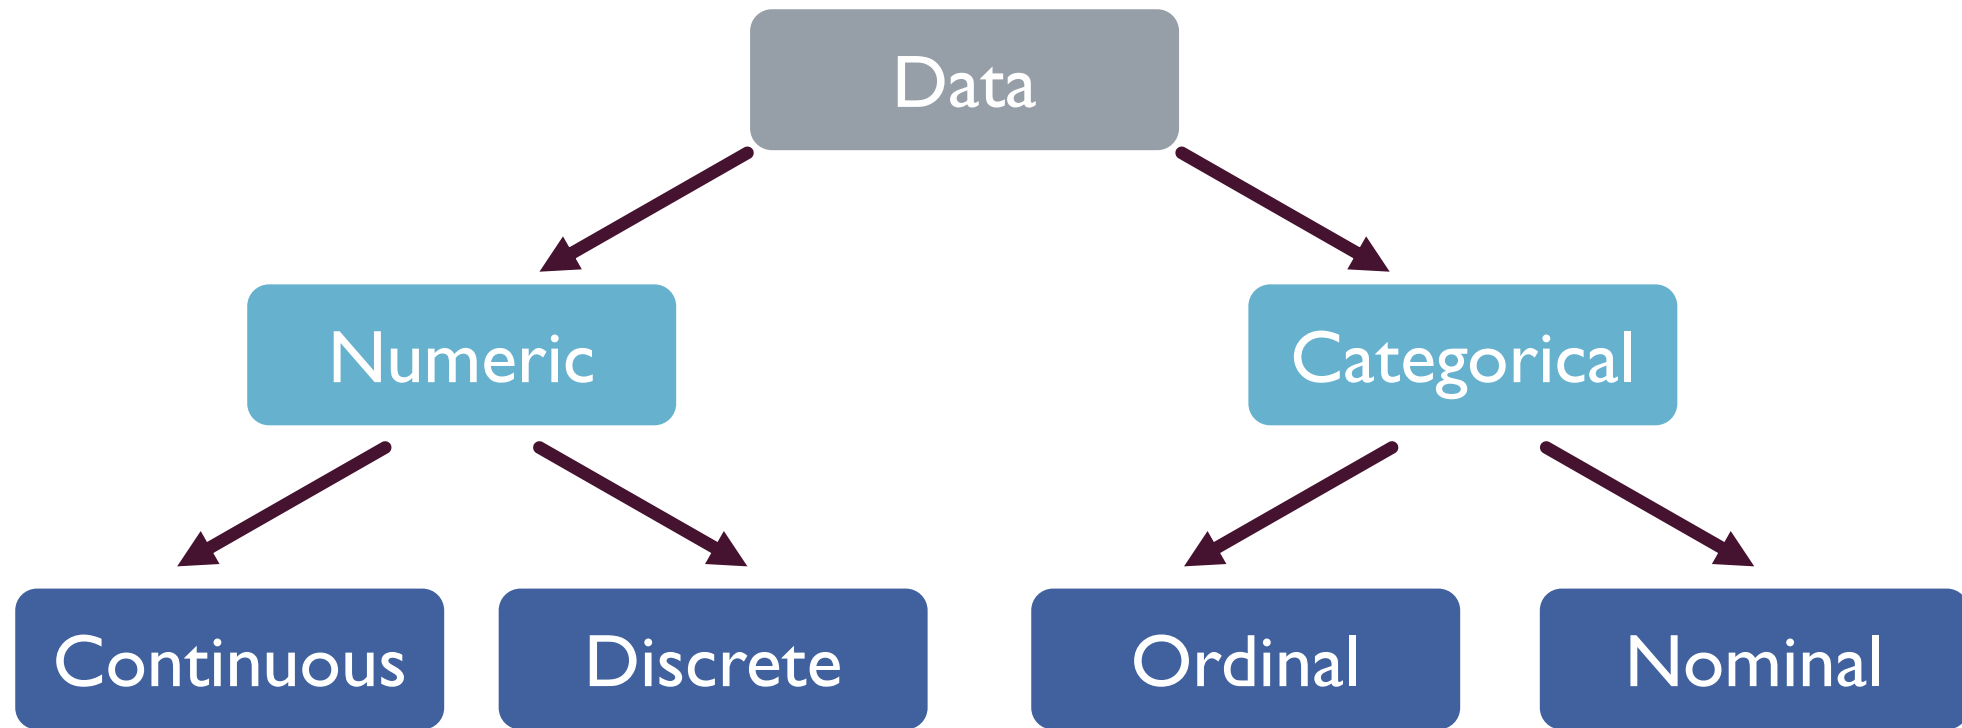 Data
Numeric
Categorical
Continuous
Discrete
Ordinal
Nominal